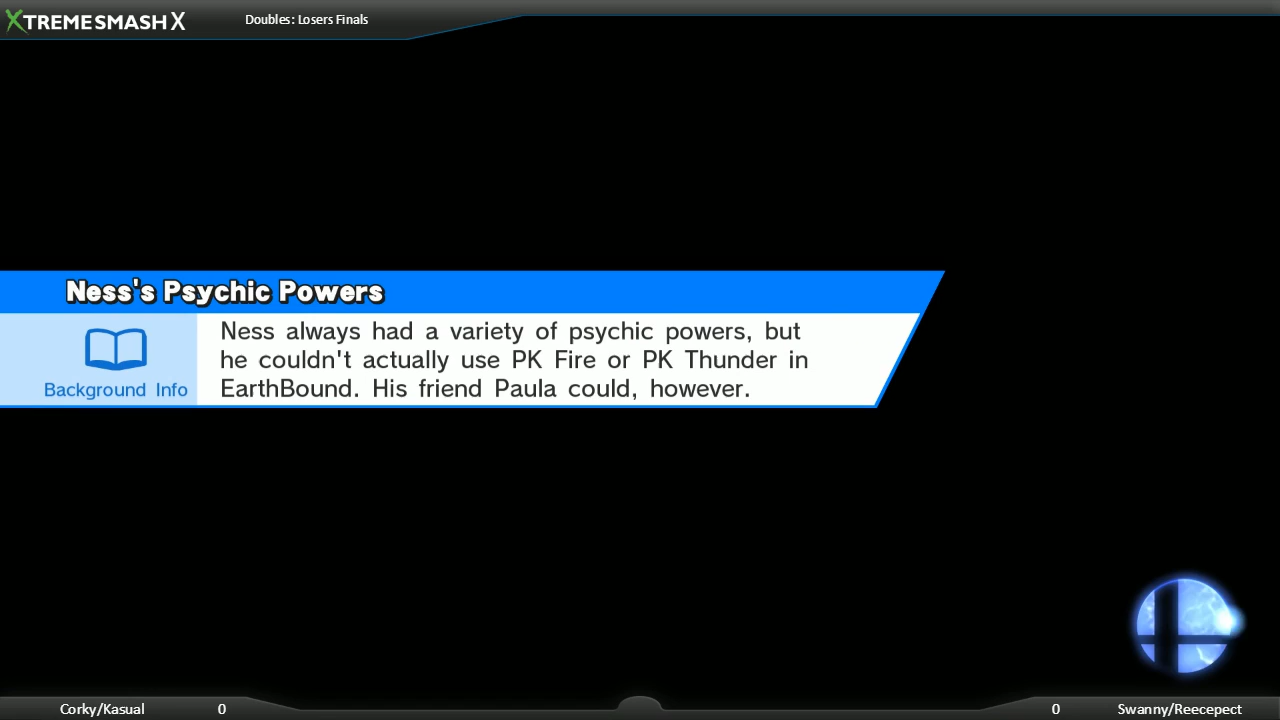 XTREMESMASH X
Doubles: Losers Finals
Ness's Psychic Powers
Ness always had a variety of psychic powers, but
he couldn't actually use PK Fire or PK Thunder in
EarthBound. His friend Paula could, however.
Background Info
Corky/Kasual 0
0 Swanny/Reecepect